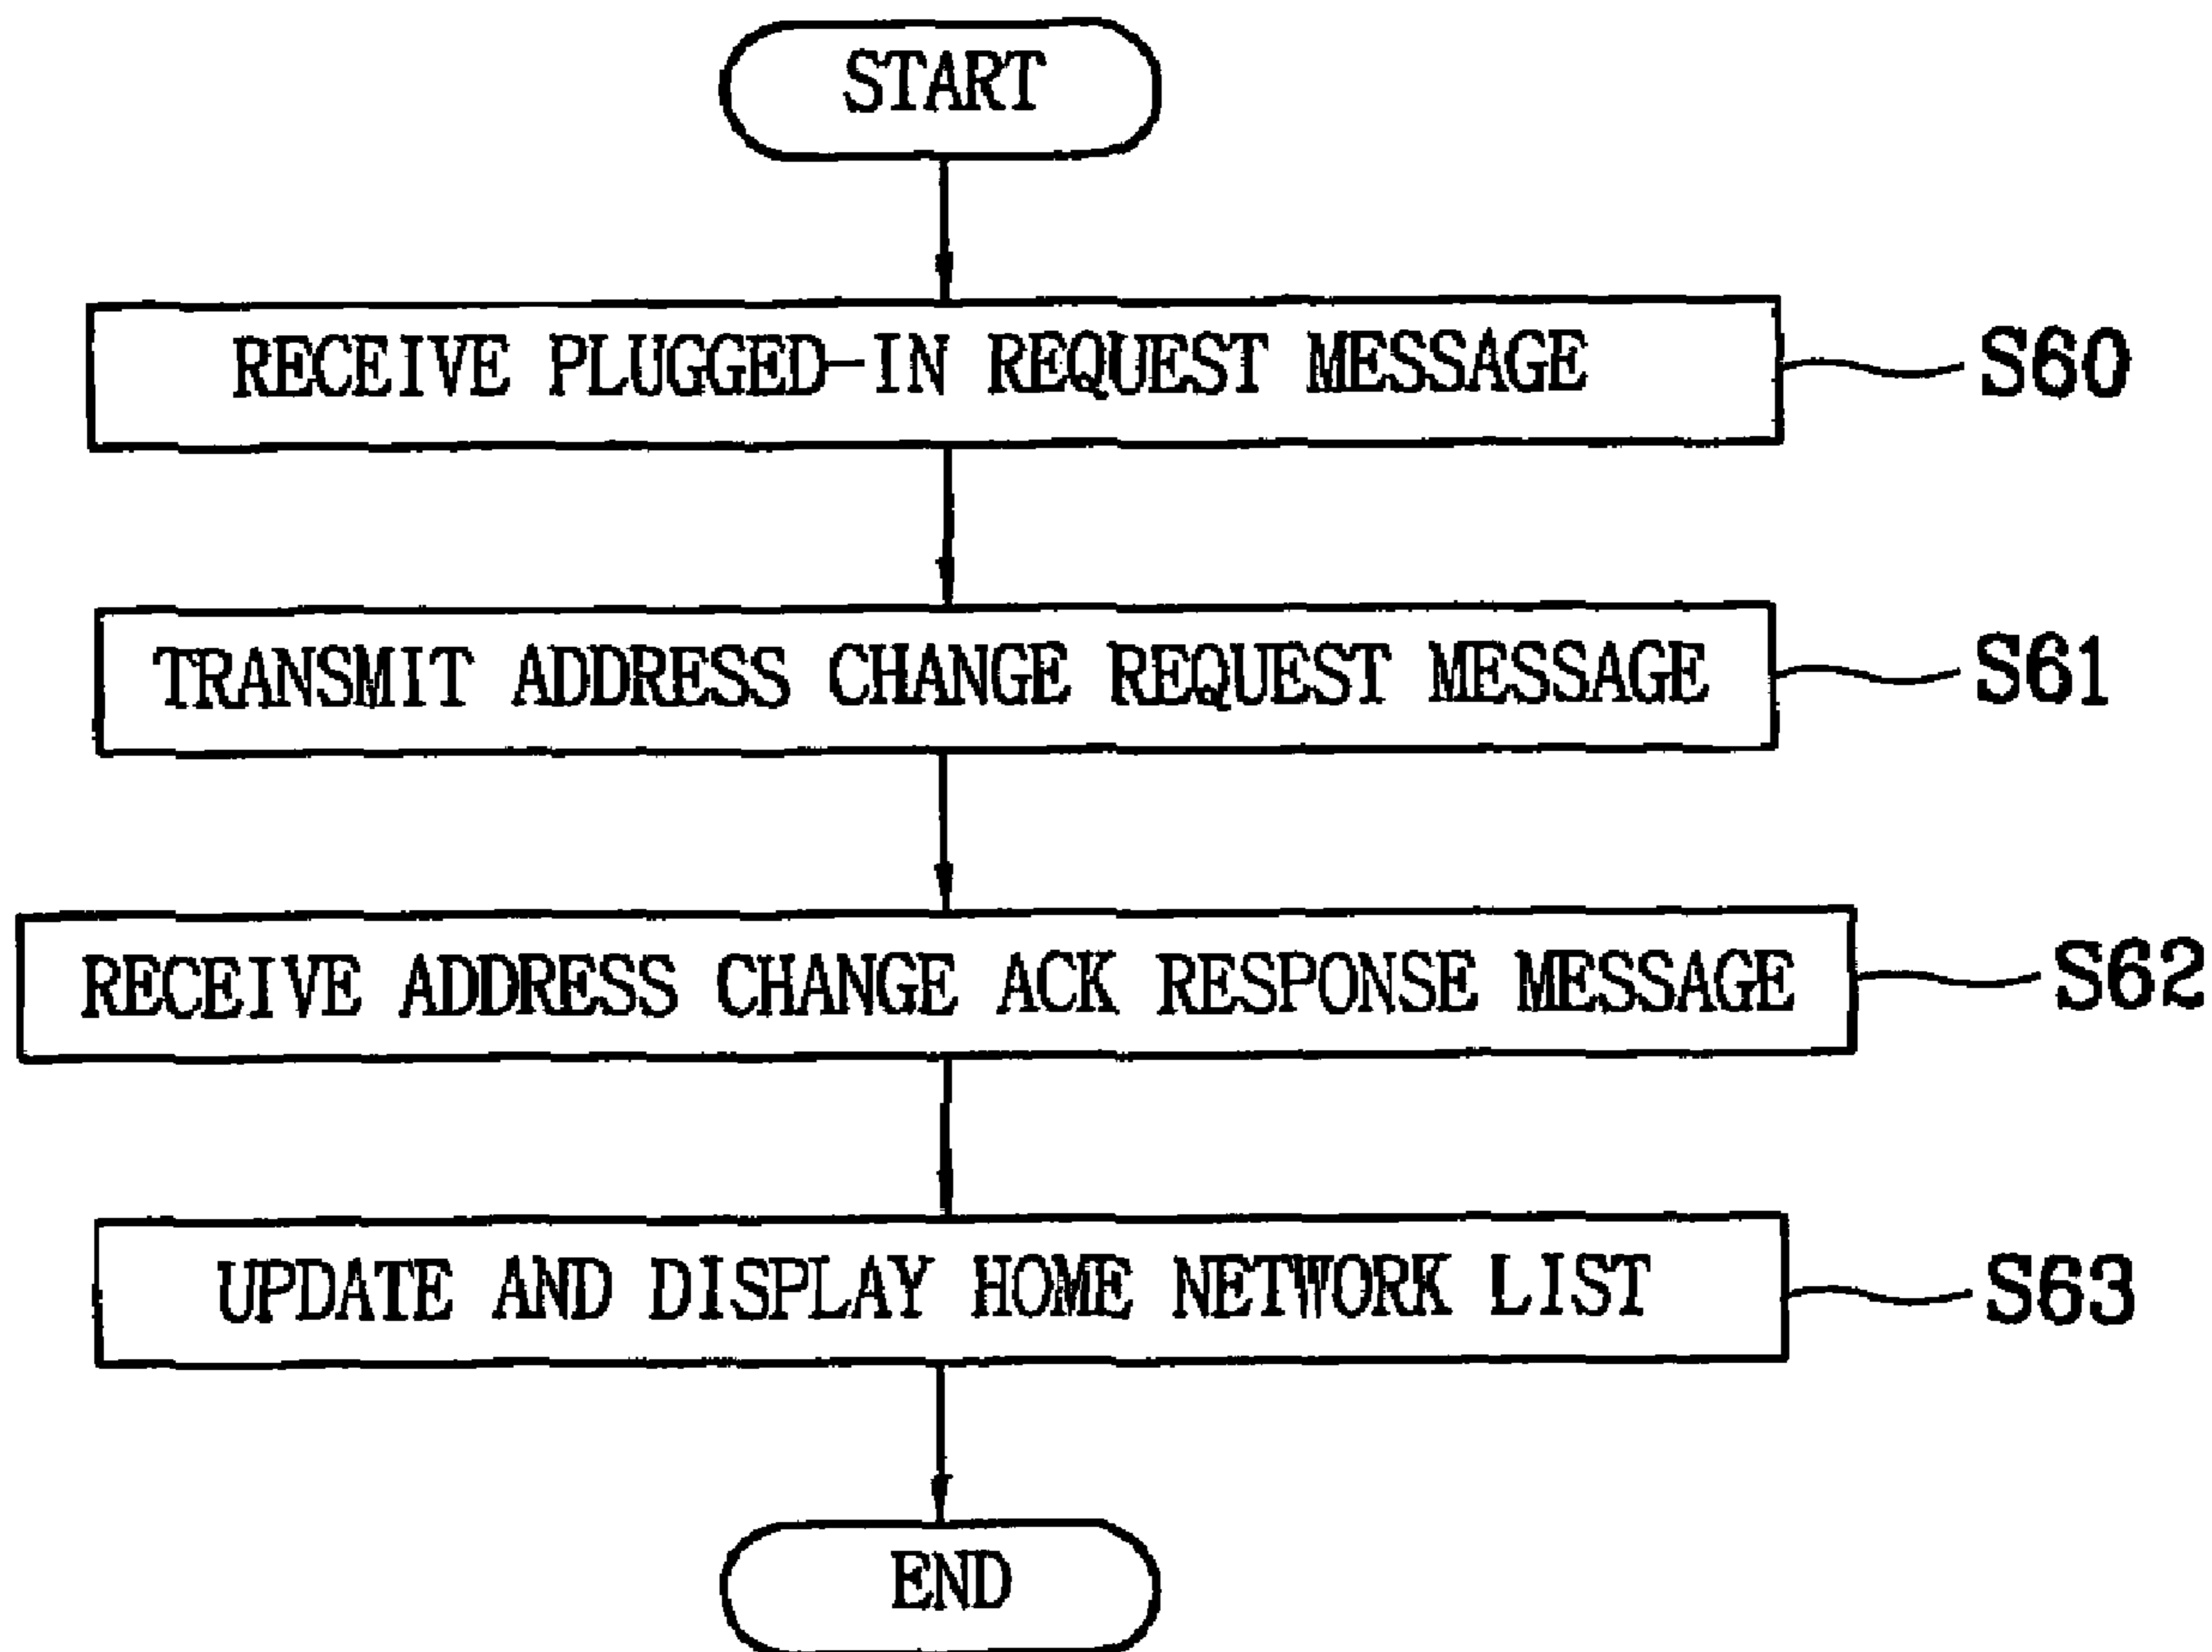 START
RECEIVE PLUGGED-IN REQUEST MESSAGE
S60
TRANSMIT ADDRESS CHANGE REQUEST MESSAGE
S61
RECEIVE ADDRESS CHANGE ACK RESPONSE MESSAGE
S62
UPDATE AND DISPLAY HOME NETWORK LIST
S63
END